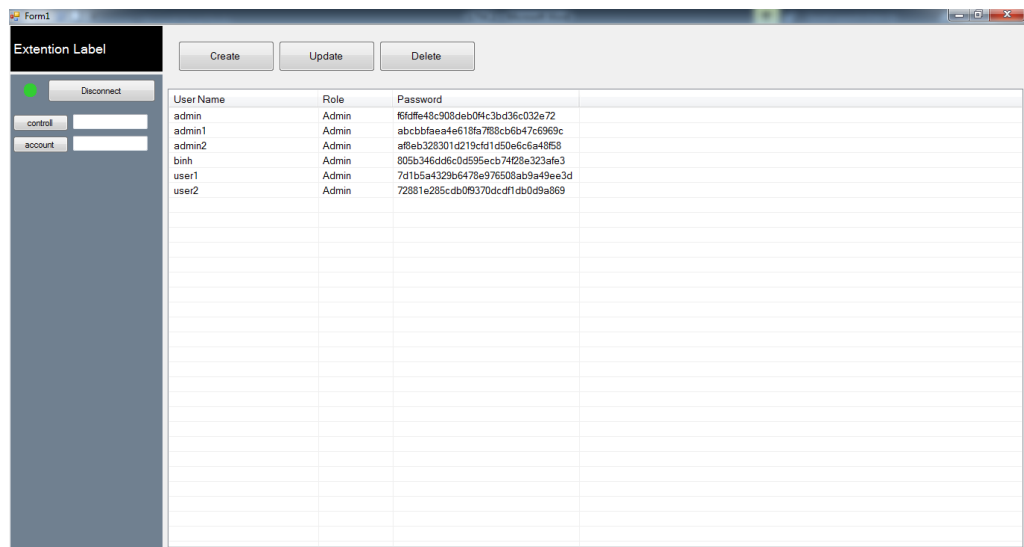 Form1
Extention Label
Create Update Delete
Disconnect
controll
account
User Name Role Password
admin Admin f6fdffe48c908deb0f4c3bd36c032e72
admin1 Admin abcbbfaea4e618fa7f88cb6b47c6969c
admin2 Admin af8eb328301d219cfd1d50e6c6a48f58
binh Admin 805b346dd6c0d595ecb74f28e323afe3
user1 Admin 7d1b5a4329b6478e976508ab9a49ee3d
user2 Admin 72881e285cdb0f9370dcdf1db0d9a869